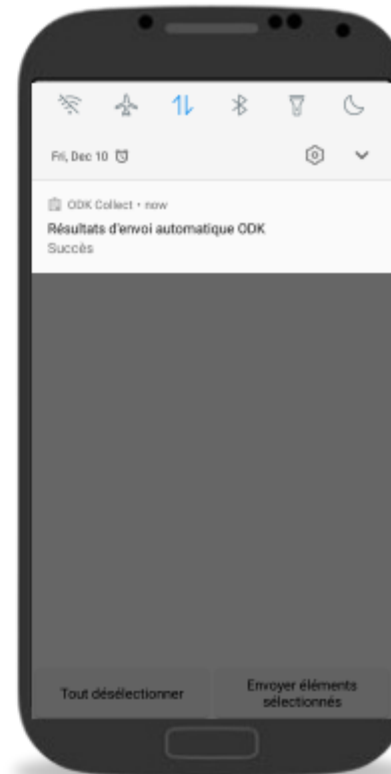 Fri, Dec 10
ODK Collect • now
Résultats d'envoi automatique ODK
Succès
Tout désélectionner
Envoyer éléments
sélectionnés